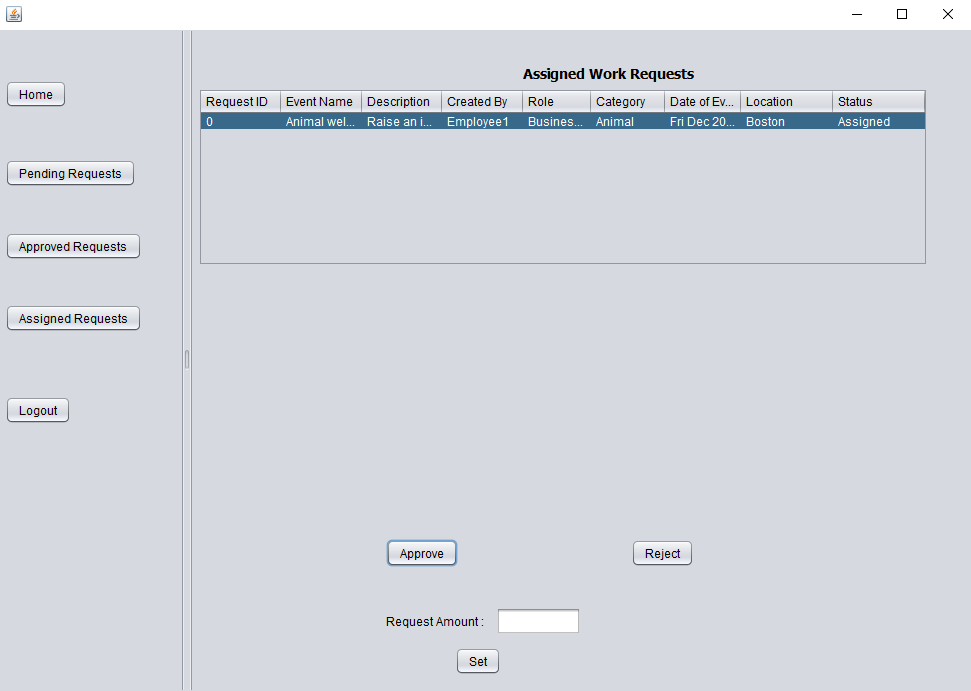 Home
Pending Requests
Approved Requests
Assigned Requests
Logout
Assigned Work Requests
Request ID Event Name Description Created By Role Category Date of Ev... Location Status
0 Animal wel... Raise an i... Employee1 Busines... Animal Fri Dec 20... Boston Assigned
Approve Reject
Request Amount :
Set